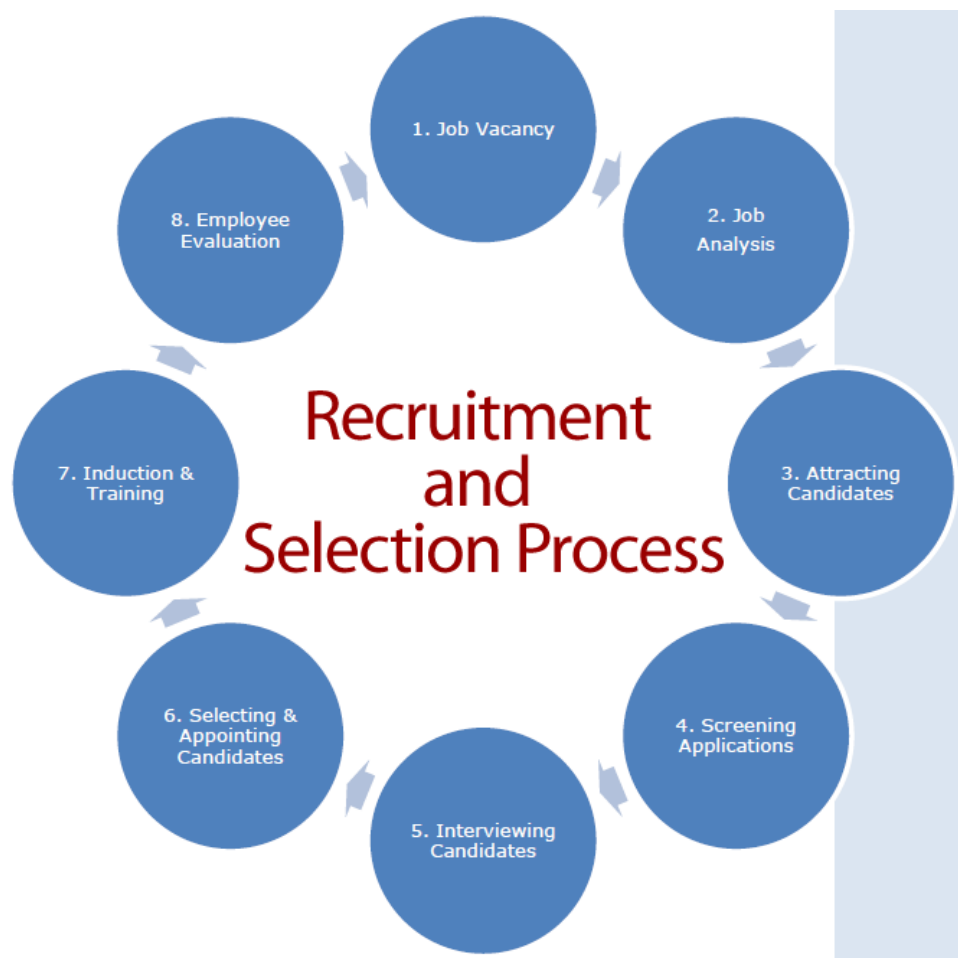 1. Job Vacancy
2. Job
Analysis
3. Attracting
Candidates
4. Screening
Applications
5. Interviewing
Candidates
6. Selecting &
Appointing
Candidates
7. Induction &
Training
8. Employee
Evaluation
Recruitment
and
Selection Process